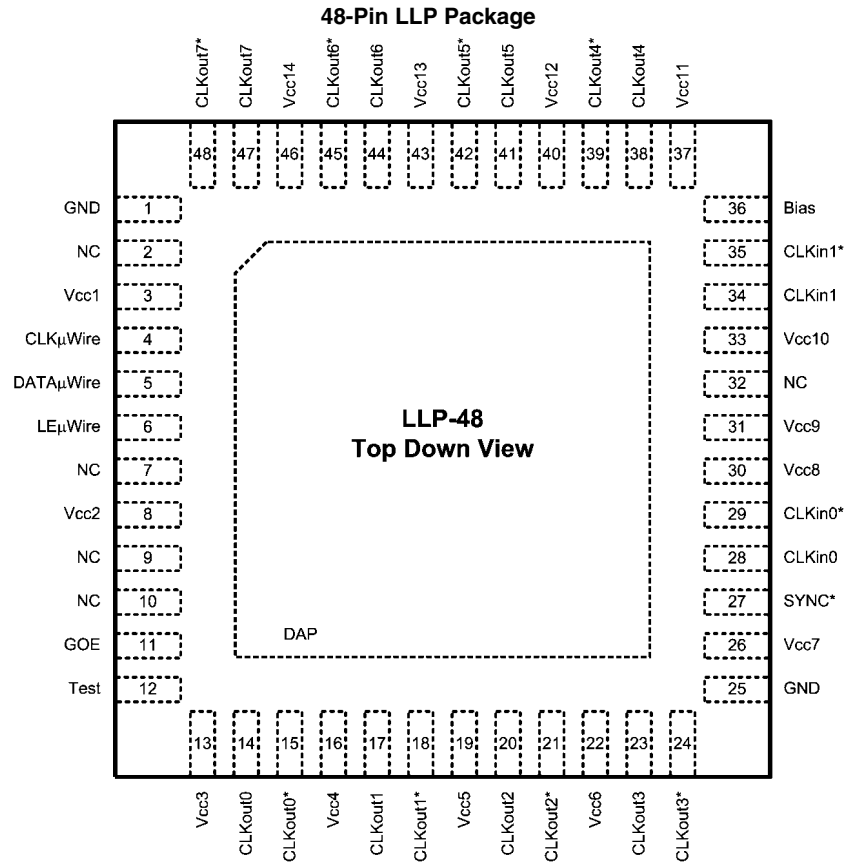 48-Pin LLP Package
CLKout7*
CLKout7
Vcc14
CLKout6*
CLKout6
Vcc13
CLKout5*
CLKout5
Vcc12
CLKout4*
CLKout4
Vcc11
48 47 46 45 44 43 42 41 40 39 38 37
GND 1 36 Bias
NC 2 35 CLKin1*
Vcc1 3 34 CLKin1
CLKμWire 4 33 Vcc10
DATAμWire 5 32 NC
LEμWire 6 31 Vcc9
NC 7 30 Vcc8
Vcc2 8 29 CLKin0*
NC 9 28 CLKin0
NC 10 27 SYNC*
GOE 11 26 Vcc7
Test 12 25 GND
LLP-48
Top Down View
DAP
13 14 15 16 17 18 19 20 21 22 23 24
Vcc3
CLKout0
CLKout0*
Vcc4
CLKout1
CLKout1*
Vcc5
CLKout2
CLKout2*
Vcc6
CLKout3
CLKout3*